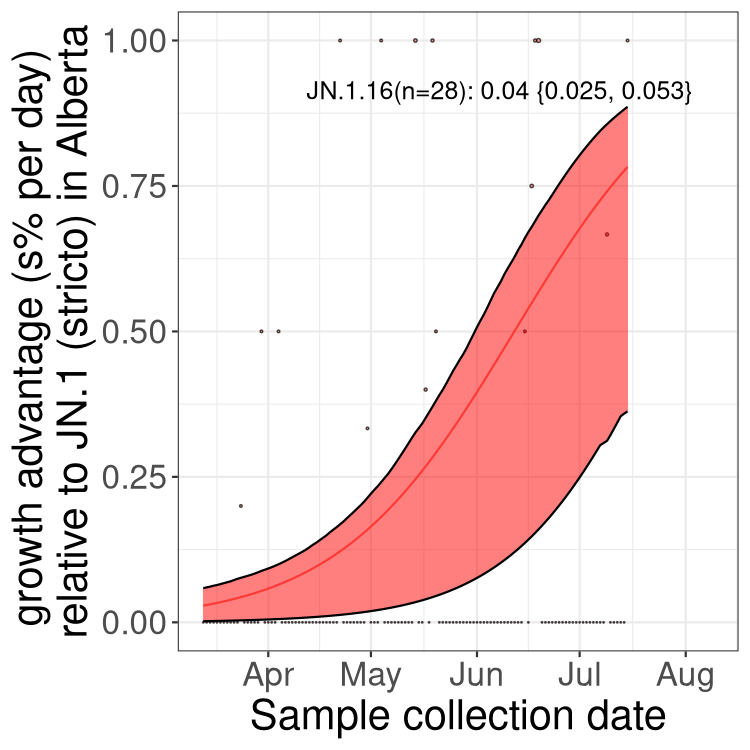 growth advantage (s% per day)
relative to JN.1 (stricto) in Alberta
1.00
0.75
0.50
0.25
0.00
JN.1.16(n=28): 0.04 {0.025, 0.053}
Apr May Jun Jul Aug
Sample collection date